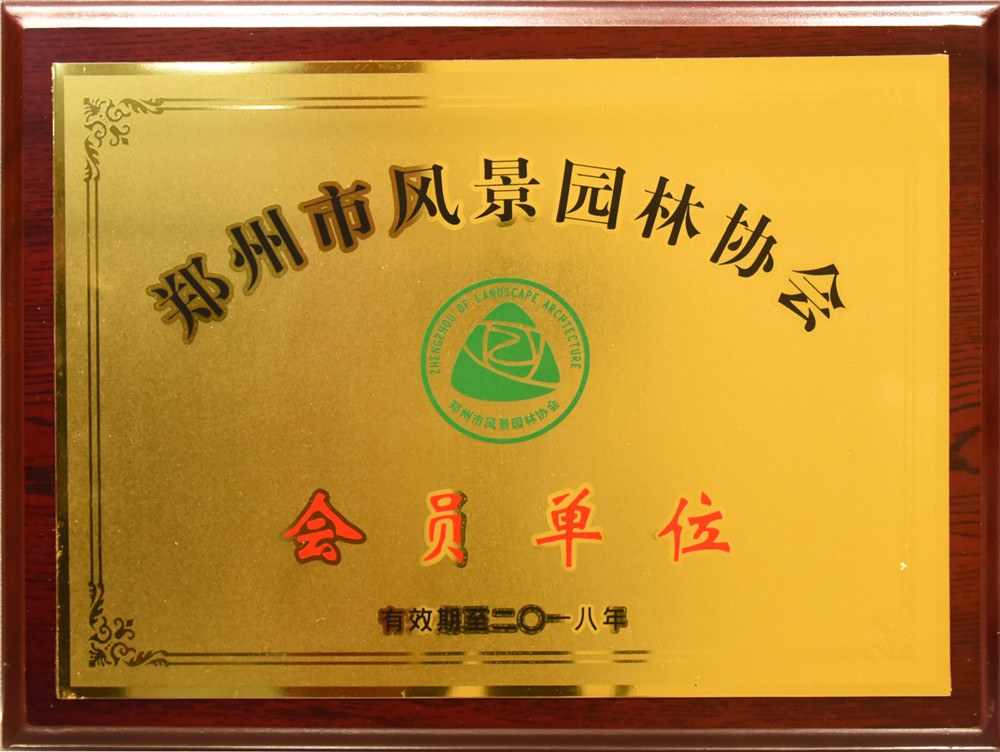 郑州市风景园林协会
ZHENGZHOU OF LANDSCAPE ARCHITECTURE
郑州市风景园林协会
会员单位
有效期至二〇一八年